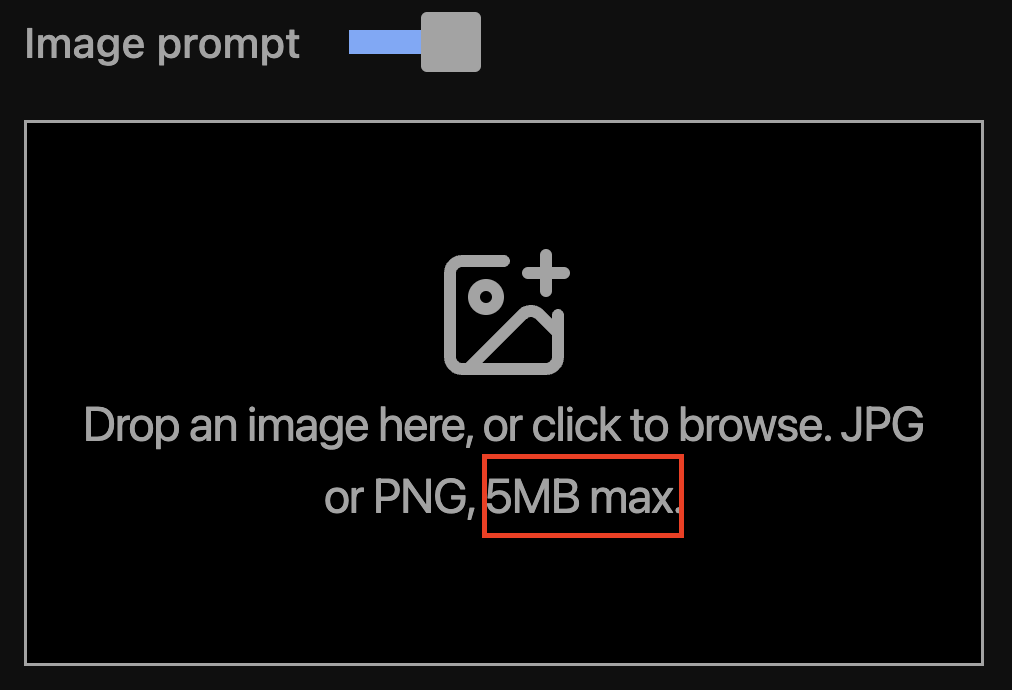 Image prompt
Drop an image here, or click to browse. JPG
or PNG, 5MB max.